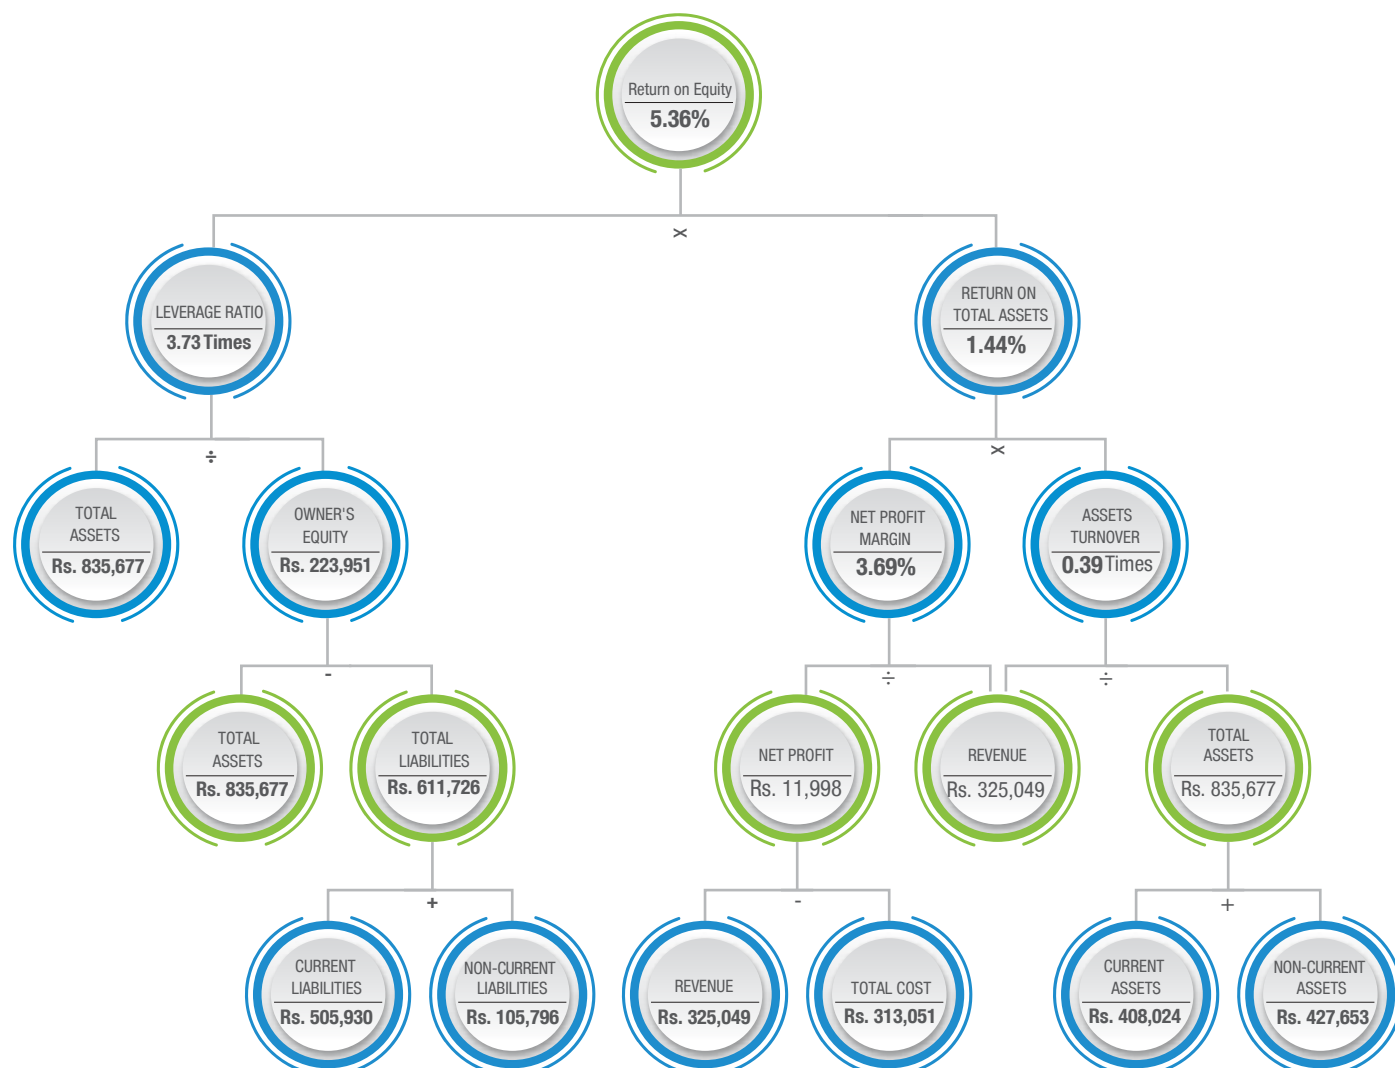 Return on Equity
5.36%
×
LEVERAGE RATIO
3.73 Times
RETURN ON
TOTAL ASSETS
1.44%
÷
×
TOTAL
ASSETS
Rs. 835,677
OWNER'S
EQUITY
Rs. 223,951
NET PROFIT
MARGIN
3.69%
ASSETS
TURNOVER
0.39 Times
-
÷
÷
TOTAL
ASSETS
Rs. 835,677
TOTAL
LIABILITIES
Rs. 611,726
NET PROFIT
Rs. 11,998
REVENUE
Rs. 325,049
TOTAL
ASSETS
Rs. 835,677
+
-
+
CURRENT
LIABILITIES
Rs. 505,930
NON-CURRENT
LIABILITIES
Rs. 105,796
REVENUE
Rs. 325,049
TOTAL COST
Rs. 313,051
CURRENT
ASSETS
Rs. 408,024
NON-CURRENT
ASSETS
Rs. 427,653